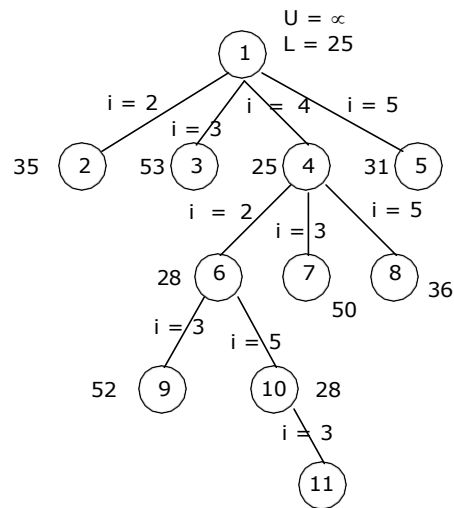 U = ∝
L = 25
1
i = 2
i = 3
i = 4
i = 5
35 2
53 3
25 4
31 5
i = 2
i = 3
i = 5
28 6
7
50
8
36
i = 3
i = 5
52 9
10 28
i = 3
11